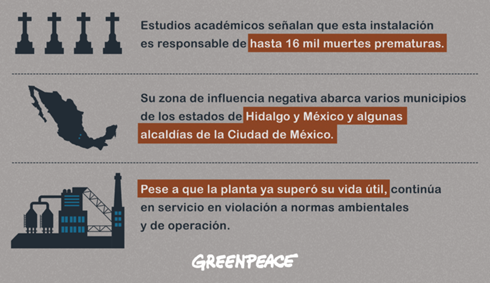 Estudios académicos señalan que esta instalación
es responsable de hasta 16 mil muertes prematuras.
Su zona de influencia negativa abarca varios municipios
de los estados de Hidalgo y México y algunas
alcaldías de la Ciudad de México.
Pese a que la planta ya superó su vida útil, continúa
en servicio en violación a normas ambientales
y de operación.
GREENPEACE